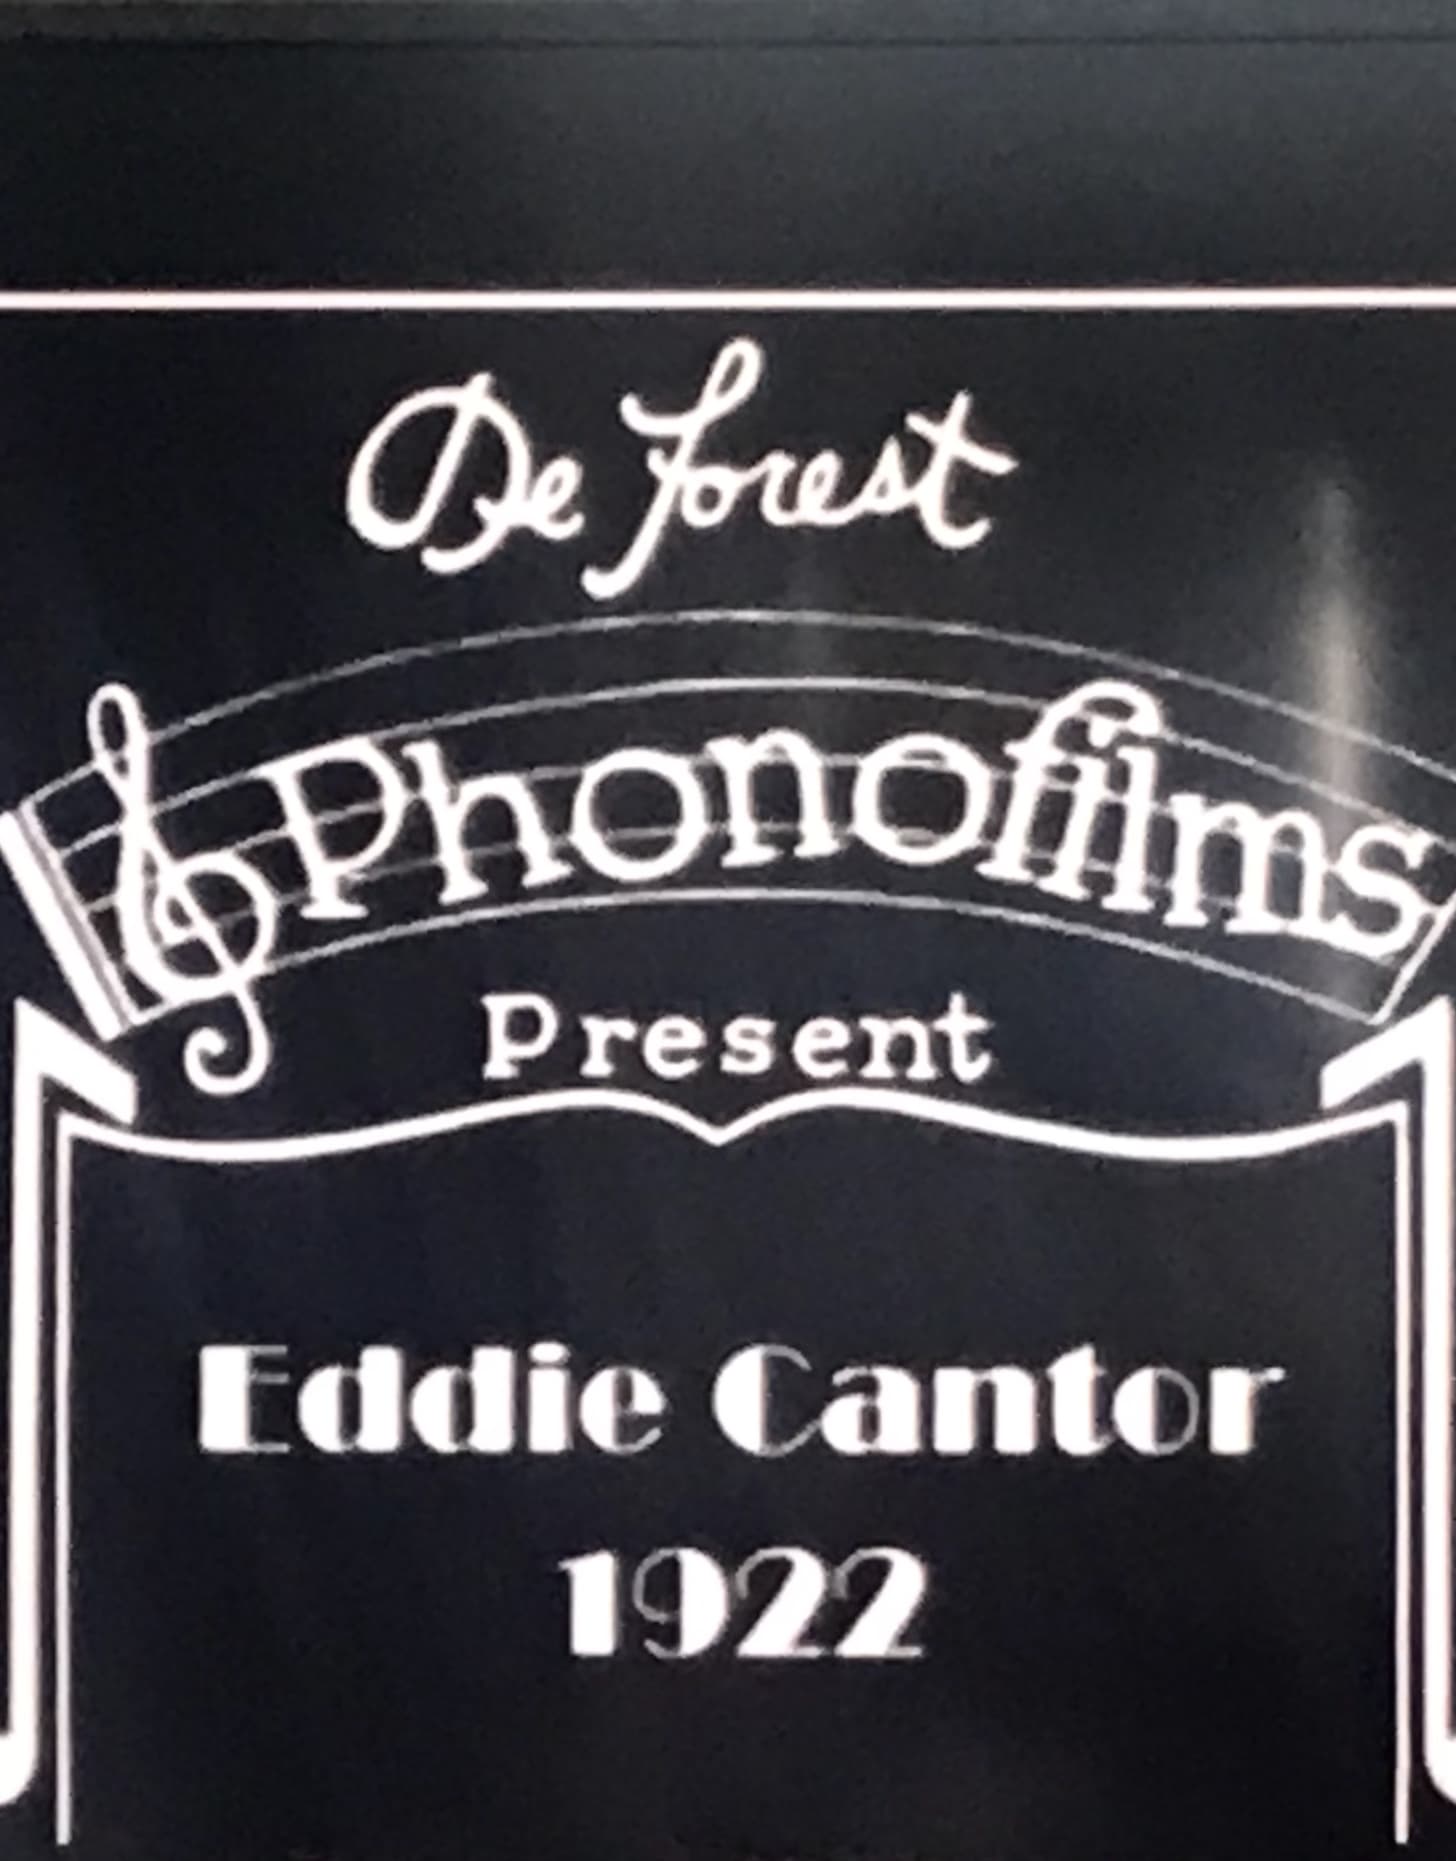 De Forest
Phonofilms
Present
Eddie Cantor
1922